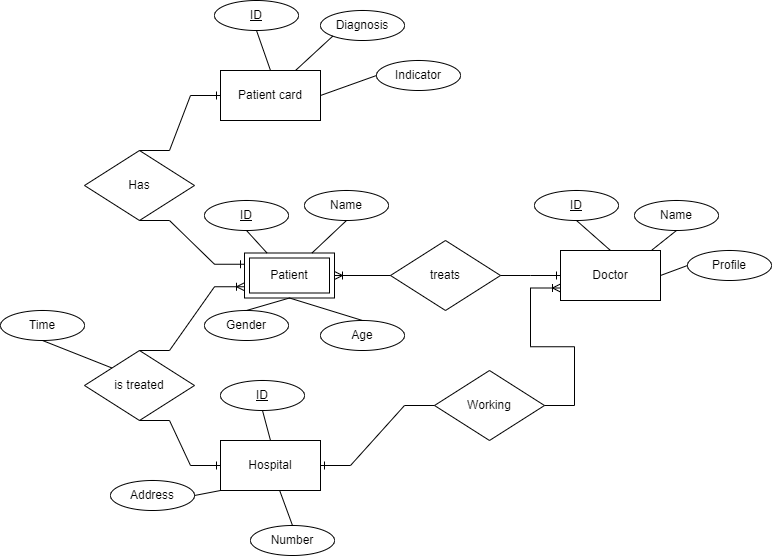 ID
Diagnosis
Indicator
Patient card
Has
ID
Name
ID
Name
Patient
treats
Doctor
Profile
Time
Gender
Age
is treated
ID
Working
Hospital
Address
Number